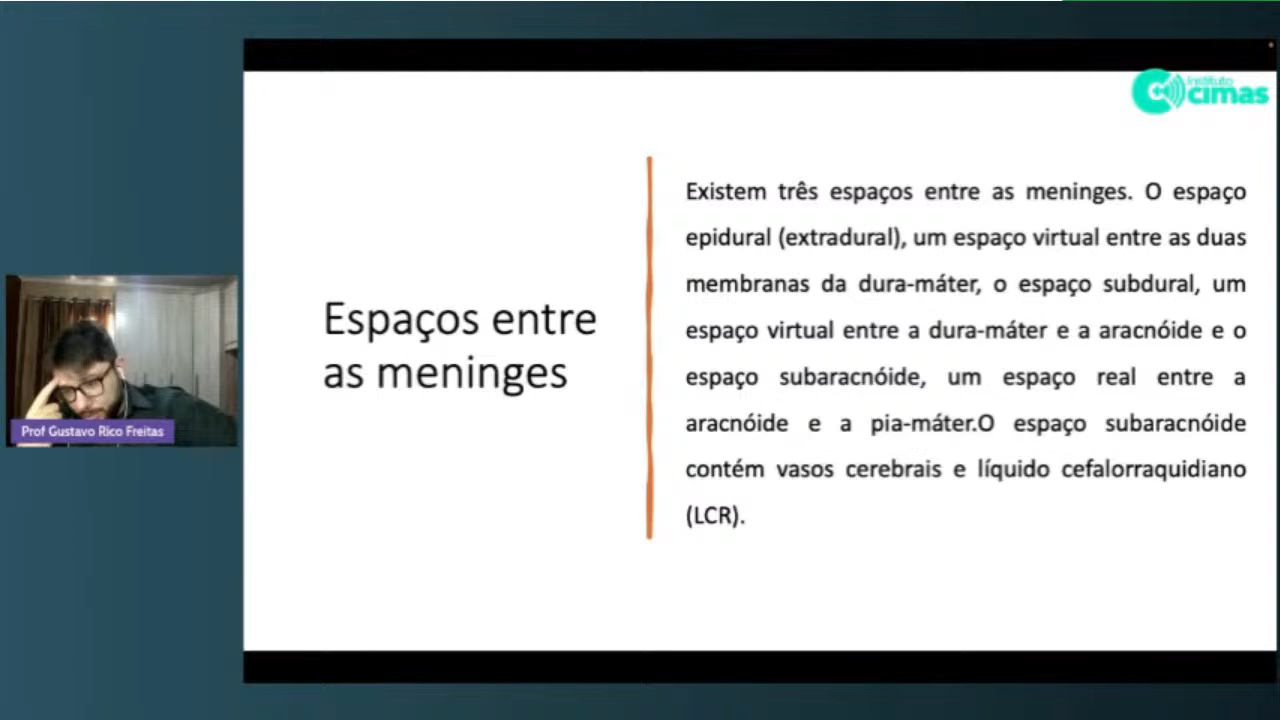 instituto
cimas
Existem três espaços entre as meninges. O espaço
epidural (extradural), um espaço virtual entre as duas
membranas da dura-máter, o espaço subdural, um
espaço virtual entre a dura-máter e a aracnóide e o
espaço subaracnóide, um espaço real entre a
aracnóide e a pia-máter.O espaço subaracnóide
contém vasos cerebrais e líquido cefalorraquidiano
(LCR).
Espaços entre
as meninges
Prof Gustavo Rico Freitas